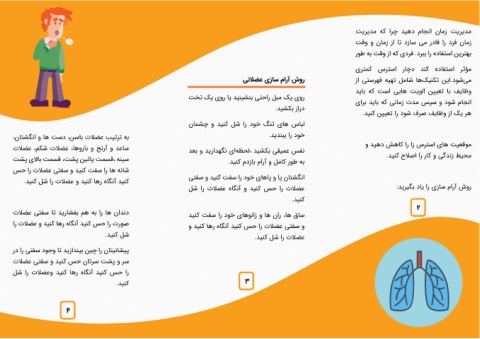 مدیریت زمان انجام دهید چرا که مدیریت
زمان فرد را قادر می سازد تا از زمان و وقت
بهترین استفاده را ببرد. فردی که از وقت به طور
مؤثر استفاده کند دچار استرس کمتری
می‌شود.این تکنیک‌ها شامل تهیه فهرستی از
وظایف با تعیین الویت هایی است که باید
انجام شود و سپس مدت زمانی که باید برای
هر یک از وظایف صرف شود را تعیین کنید.
موقعیت های استرس زا را کاهش دهید و
محیط زندگی و کار را اصلاح کنید.
روش آرام سازی را یاد بگیرید:
۲
روش آرام سازی عضلانی
روی یک مبل راحتی بنشینید یا روی یک تخت
دراز بکشید.
لباس های تنگ خود را شل کنید و چشمان
خود را ببندید.
نفس عمیقی بکشید ،لحظه‌ای نگهدارید و بعد
به طور کامل و آرام بازدم کنید.
انگشتان پا و پاهای خود را سفت کنید و سفتی
عضلات را حس کنید و آنگاه عضلات را شل
کنید.
ساق ها، ران ها و زانوهای خود را سفت کنید
و سفتی عضلات را حس کنید آنگاه رها کنید و
عضلات را شل کنید.
۳
به ترتیب عضلات باسن، دست ها و انگشتان،
ساعد و آرنج و بازوها، عضلات شکم، عضلات
سینه ،قسمت پائین پشت، قسمت بالای پشت
شانه ها را سفت کنید و سفتی عضلات را حس
کنید آنگاه رها کنید و عضلات را شل کنید.
دندان ها را به هم بفشارید تا سفتی عضلات
صورت را حس کنید آنگاه رها کنید و عضلات را
شل کنید.
پیشانیتان را چین بیندازید تا وجود سفتی را در
سر و پشت سرتان حس کنید و سفتی عضلات
را حس کنید آنگاه رها کنید وعضلات را شل
کنید.
۴